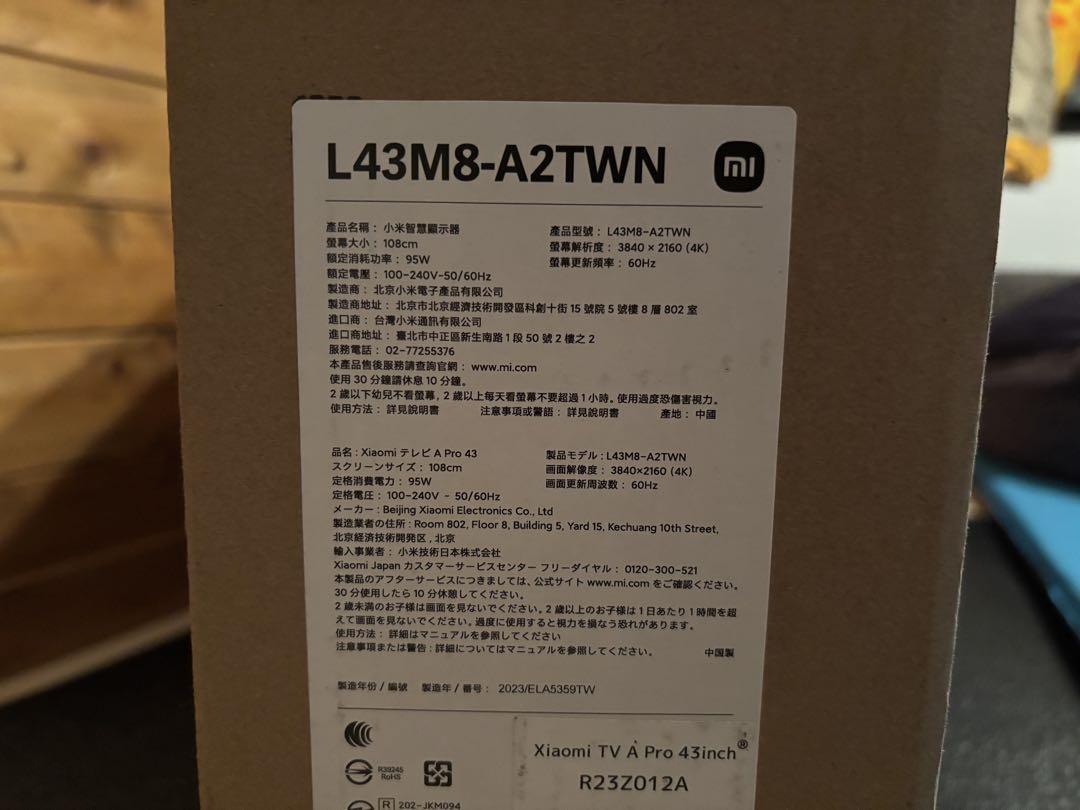 L43M8-A2TWN
mi
產品名稱：小米智慧顯示器
產品型號：L43M8-A2TWN
螢幕大小：108cm
螢幕解析度：3840 × 2160 (4K)
額定消耗功率：95W
螢幕更新頻率：60Hz
額定電壓：100-240V~50/60Hz
製造商：北京小米電子產品有限公司
製造商地址：北京市北京經濟技術開發區科創十街 15 號院 5 號樓 8 層 802 室
進口商：台灣小米通訊有限公司
進口商地址：臺北市中正區新生南路 1 段 50 號 2 樓之 2
服務電話：02-77255376
本產品售後服務請查詢官網：www.mi.com
使用 30 分鐘請休息 10 分鐘。
2 歲以下幼兒不看螢幕，2 歲以上每天看螢幕不要超過 1 小時。使用過度恐傷害視力。
使用方法：詳見說明書 注意事項或警語：詳見說明書 產地：中國
品名：Xiaomi テレビ A Pro 43
製品モデル：L43M8-A2TWN
スクリーンサイズ：108cm
画面解像度：3840×2160 (4K)
定格消費電力：95W
画面更新周波数：60Hz
定格電圧：100-240V ~ 50/60Hz
メーカー：Beijing Xiaomi Electronics Co., Ltd
製造業者の住所：Room 802, Floor 8, Building 5, Yard 15, Kechuang 10th Street,
北京経済技術開発区，北京
輸入事業者：小米技術日本株式会社
Xiaomi Japan カスタマーサービスセンター フリーダイヤル：0120-300-521
本製品のアフターサービスにつきましては、公式サイト www.mi.com をご確認ください。
30 分使用したら 10 分休憩してください。
2 歳未満のお子様は画面を見ないでください。2 歳以上のお子様は 1 日あたり 1 時間を超
えて画面を見ないでください。過度に使用すると視力を損なう恐れがあります。
使用方法：詳細はマニュアルを参照してください
注意事項または警告：詳細についてはマニュアルを参照してください。 中国製
製造年份 / 編號 製造年 / 番号：2023/ELA5359TW
R39245
RoHS
R 202-JKM094
Xiaomi TV A Pro 43inch®
R23Z012A